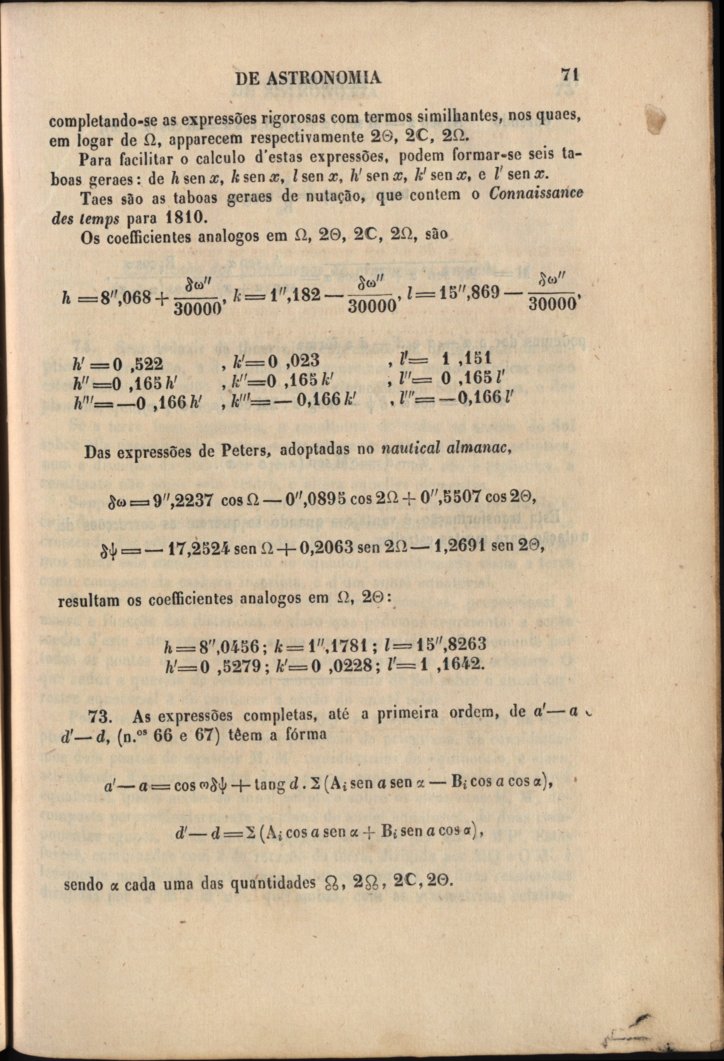 DE ASTRONOMIA 71
completando-se as expressões rigorosas com termos similhantes, nos quaes,
em logar de Ω, apparecem respectivamente 2Θ, 2ℂ, 2Ω.
Para facilitar o calculo d'estas expressões, podem formar-se seis ta-
boas geraes: de h sen x, k sen x, l sen x, h' sen x, k' sen x, e l' sen x.
Taes são as taboas geraes de nutação, que contem o Connaissance
des temps para 1810.
Os coefficientes analogos em Ω, 2Θ, 2ℂ, 2Ω, são
h = 8'',068 + δω''/30000, k = 1'',182 − δω''/30000, l = 15'',869 − δω''/30000.
h' = 0 ,522 , k' = 0 ,023 , l' = 1 ,151
h'' = 0 ,165 h' , k'' = 0 ,165 k' , l'' = 0 ,165 l'
h''' = −0 ,166 h' , k''' = − 0,166 k' , l''' = −0,166 l'
Das expressões de Peters, adoptadas no nautical almanac,
δω = 9'',2237 cos Ω − 0'',0895 cos 2Ω + 0'',5507 cos 2Θ,
δψ = − 17,2524 sen Ω + 0,2063 sen 2Ω − 1,2691 sen 2Θ,
resultam os coefficientes analogos em Ω, 2Θ:
h = 8'',0456; k = 1'',1781; l = 15'',8263
h' = 0 ,5279; k' = 0 ,0228; l' = 1 ,1642.
73. As expressões completas, até a primeira ordem, de a' — a
d' — d, (n.os 66 e 67) têem a fórma
a' — a = cos ωδψ + tang d . Σ (Ai sen a sen α — Bi cos a cos α),
d' — d = Σ (Ai cos a sen α + Bi sen a cos α),
sendo α cada uma das quantidades ☊, 2☊, 2ℂ, 2Θ.